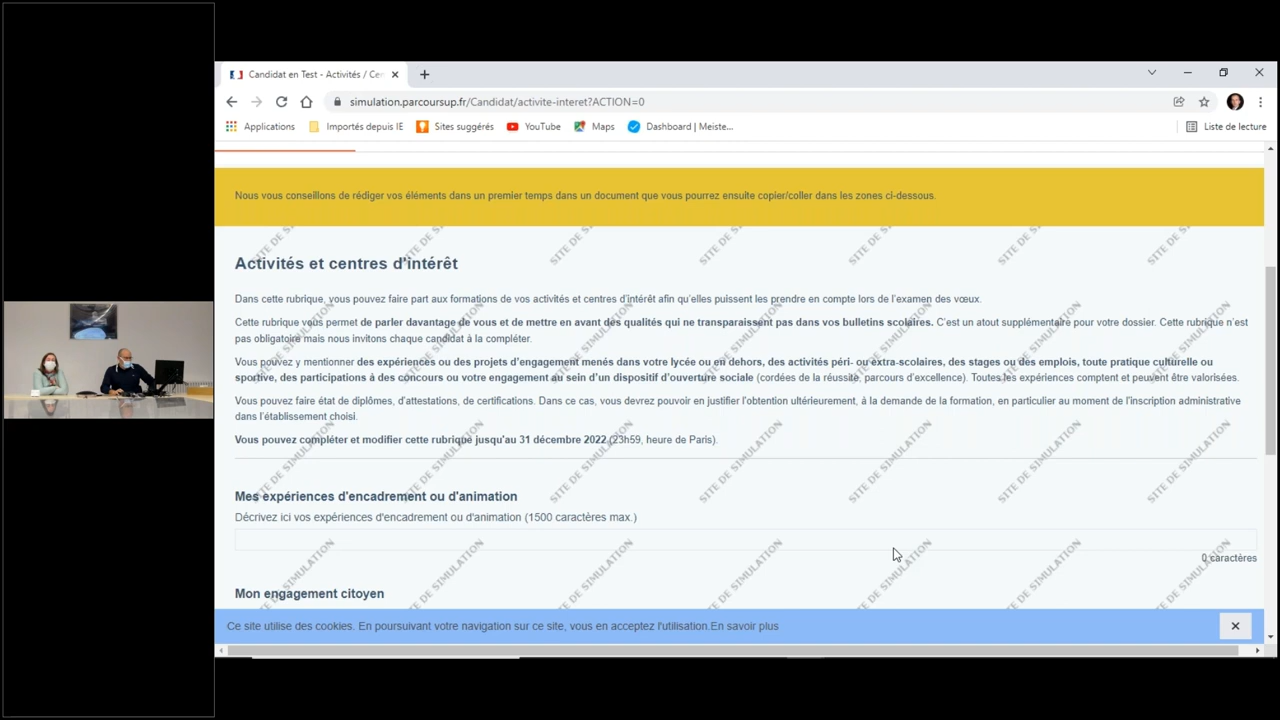 Candidat en Test - Activités / Cen
simulation.parcoursup.fr/Candidat/activite-interet?ACTION=0
Applications Importés depuis IE Sites suggérés YouTube Maps Dashboard | Meiste... Liste de lecture
Nous vous conseillons de rédiger vos éléments dans un premier temps dans un document que vous pourrez ensuite copier/coller dans les zones ci-dessous.
Activités et centres d'intérêt
Dans cette rubrique, vous pouvez faire part aux formations de vos activités et centres d'intérêt afin qu'elles puissent les prendre en compte lors de l'examen des vœux.
Cette rubrique vous permet de parler davantage de vous et de mettre en avant des qualités qui ne transparaissent pas dans vos bulletins scolaires. C'est un atout supplémentaire pour votre dossier. Cette rubrique n'est
pas obligatoire mais nous invitons chaque candidat à la compléter.
Vous pouvez y mentionner des expériences ou des projets d'engagement menés dans votre lycée ou en dehors, des activités péri- ou extra-scolaires, des stages ou des emplois, toute pratique culturelle ou
sportive, des participations à des concours ou votre engagement au sein d'un dispositif d'ouverture sociale (cordées de la réussite, parcours d'excellence). Toutes les expériences comptent et peuvent être valorisées.
Vous pouvez faire état de diplômes, d'attestations, de certifications. Dans ce cas, vous devrez pouvoir en justifier l'obtention ultérieurement, à la demande de la formation, en particulier au moment de l'inscription administrative
dans l'établissement choisi.
Vous pouvez compléter et modifier cette rubrique jusqu'au 31 décembre 2022 (23h59, heure de Paris).
Mes expériences d'encadrement ou d'animation
Décrivez ici vos expériences d'encadrement ou d'animation (1500 caractères max.)
0 caractères
Mon engagement citoyen
Ce site utilise des cookies. En poursuivant votre navigation sur ce site, vous en acceptez l'utilisation.En savoir plus
SITE DE SIMULATION